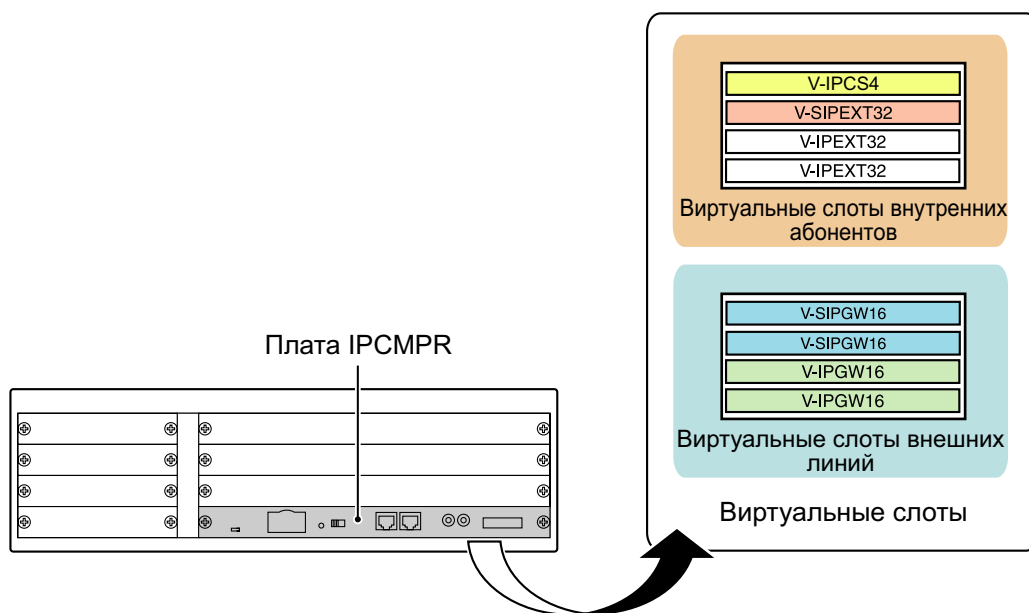 V-IPCS4
V-SIPEXT32
V-IPEXT32
V-IPEXT32
Виртуальные слоты внутренних
абонентов
V-SIPGW16
V-SIPGW16
V-IPGW16
V-IPGW16
Виртуальные слоты внешних
линий
Виртуальные слоты
Плата IPCMPR